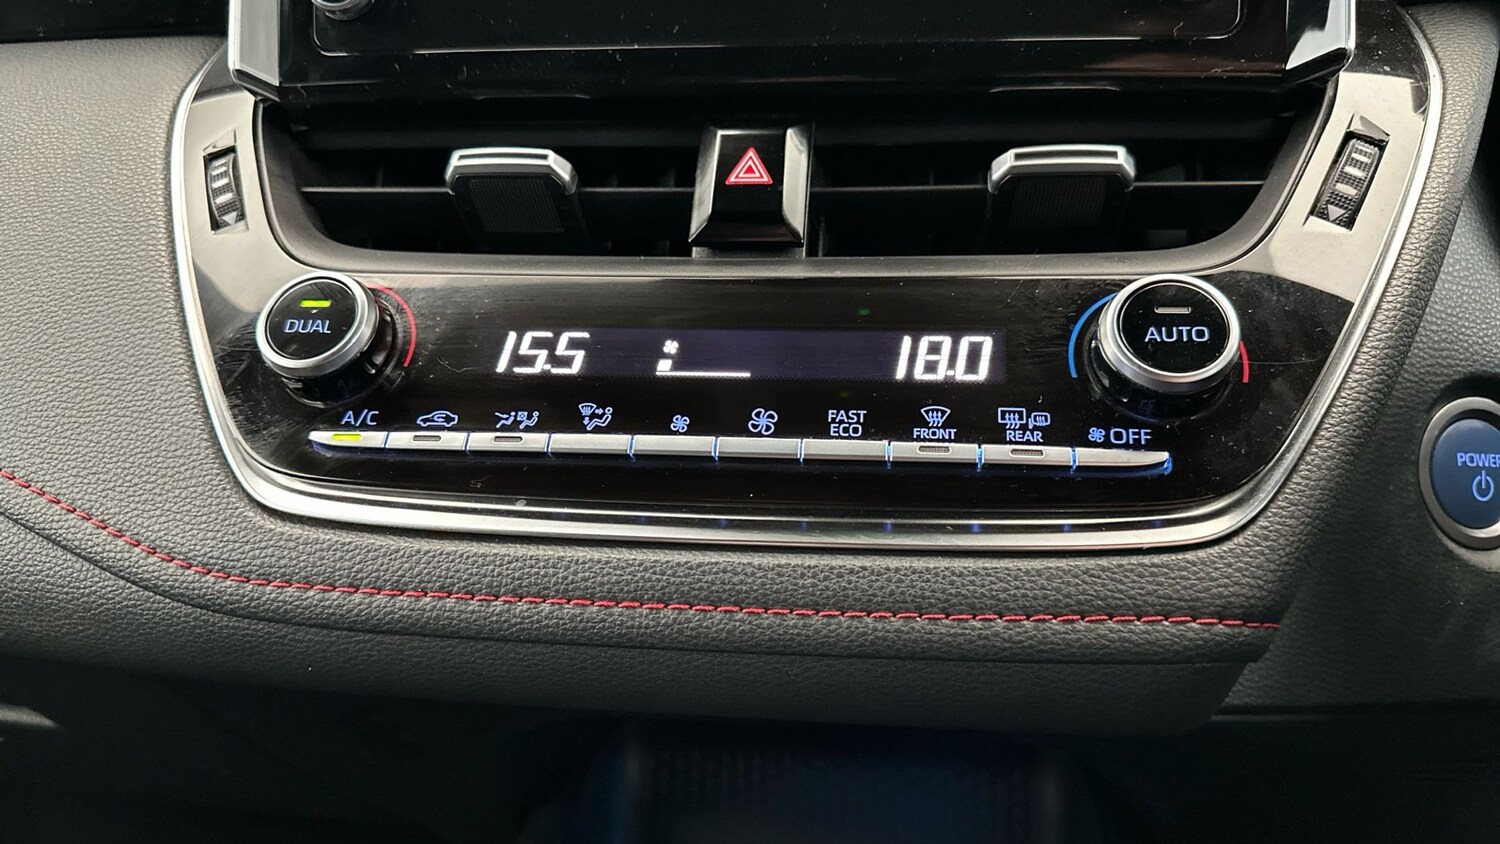 DUAL
15.5
18.0
AUTO
A/C
FAST
ECO
FRONT
REAR
OFF
POWER